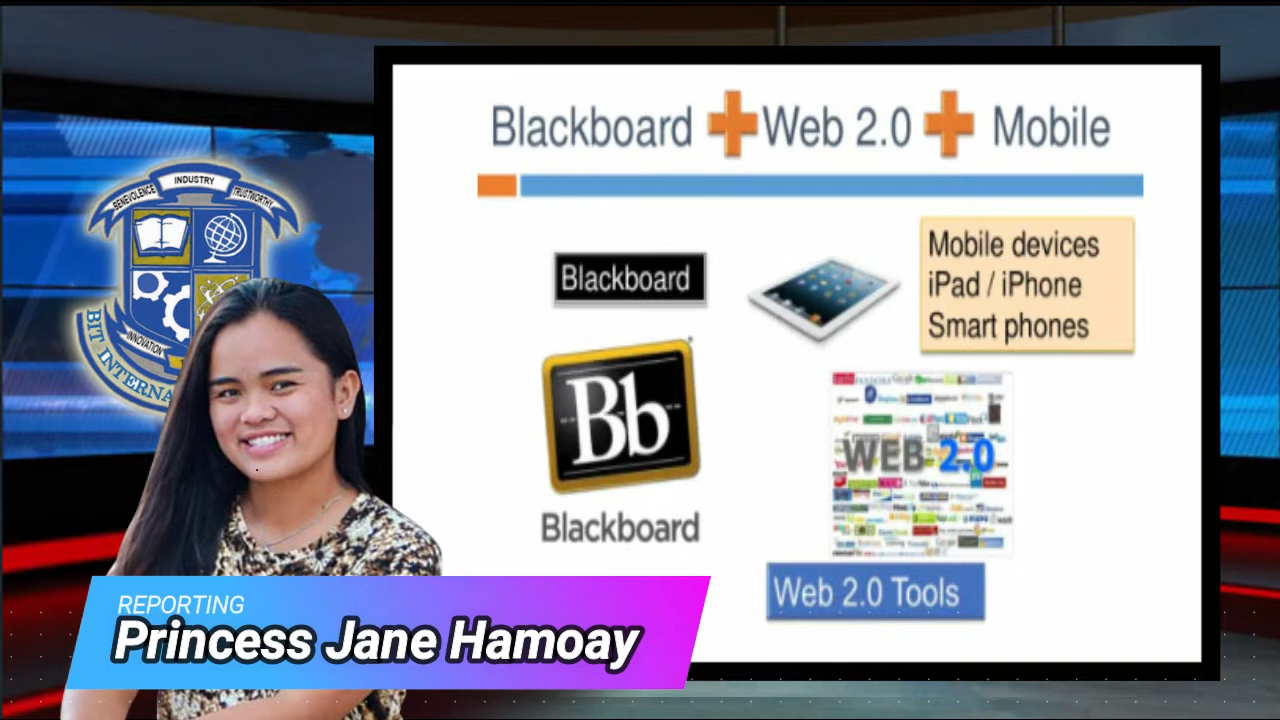 Blackboard + Web 2.0 + Mobile
BENEVOLENCE
INDUSTRY
TRUSTWORTHY
INNOVATION
BIT INTERNA
Blackboard
Mobile devices
iPad / iPhone
Smart phones
Bb
Blackboard
WEB 2.0
Web 2.0 Tools
REPORTING
Princess Jane Hamoay